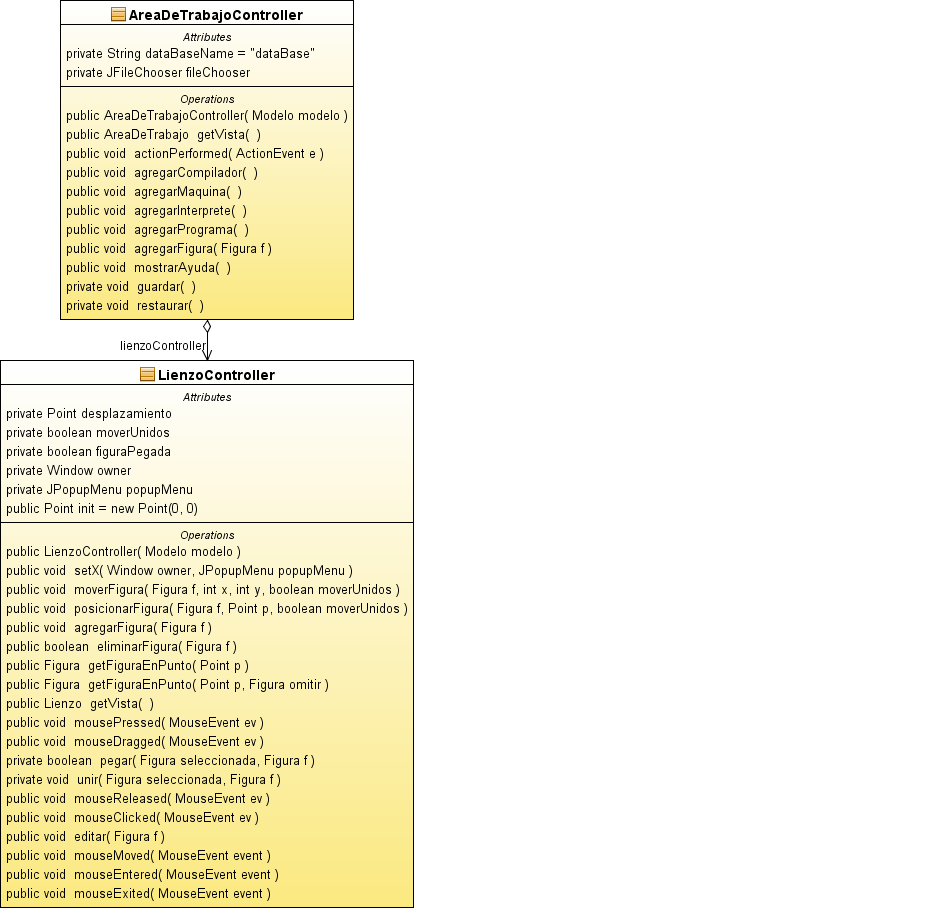 AreaDeTrabajoController
Attributes
private String dataBaseName = "dataBase"
private JFileChooser fileChooser
Operations
public AreaDeTrabajoController( Modelo modelo )
public AreaDeTrabajo getVista( )
public void actionPerformed( ActionEvent e )
public void agregarCompilador( )
public void agregarMaquina( )
public void agregarInterprete( )
public void agregarPrograma( )
public void agregarFigura( Figura f )
public void mostrarAyuda( )
private void guardar( )
private void restaurar( )
lienzoController
LienzoController
Attributes
private Point desplazamiento
private boolean moverUnidos
private boolean figuraPegada
private Window owner
private JPopupMenu popupMenu
public Point init = new Point(0, 0)
Operations
public LienzoController( Modelo modelo )
public void setX( Window owner, JPopupMenu popupMenu )
public void moverFigura( Figura f, int x, int y, boolean moverUnidos )
public void posicionarFigura( Figura f, Point p, boolean moverUnidos )
public void agregarFigura( Figura f )
public boolean eliminarFigura( Figura f )
public Figura getFiguraEnPunto( Point p )
public Figura getFiguraEnPunto( Point p, Figura omitir )
public Lienzo getVista( )
public void mousePressed( MouseEvent ev )
public void mouseDragged( MouseEvent ev )
private boolean pegar( Figura seleccionada, Figura f )
private void unir( Figura seleccionada, Figura f )
public void mouseReleased( MouseEvent ev )
public void mouseClicked( MouseEvent ev )
public void editar( Figura f )
public void mouseMoved( MouseEvent event )
public void mouseEntered( MouseEvent event )
public void mouseExited( MouseEvent event )